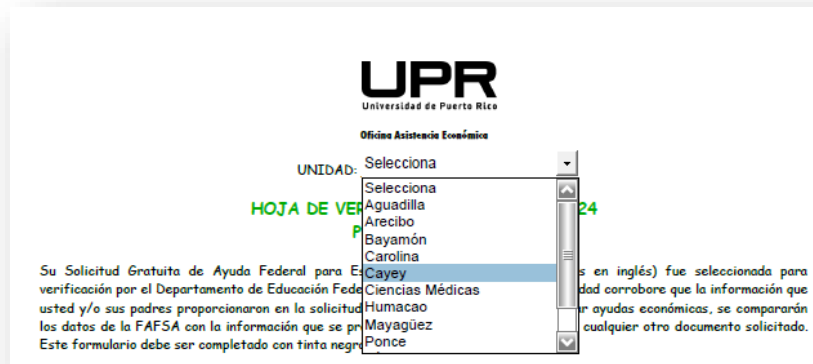 UPR
Universidad de Puerto Rico
Oficina Asistencia Económica
UNIDAD: Selecciona
Selecciona
Aguadilla
HOJA DE VER 24
Arecibo
P
Bayamón
Carolina
Su Solicitud Gratuita de Ayuda Federal para Es Cayey s en inglés) fue seleccionada para
verificación por el Departamento de Educación Fede Ciencias Médicas dad corrobore que la información que
usted y/o sus padres proporcionaron en la solicitud Humacao ar ayudas económicas, se compararán
los datos de la FAFSA con la información que se pr Mayagüez cualquier otro documento solicitado.
Este formulario debe ser completado con tinta negr Ponce